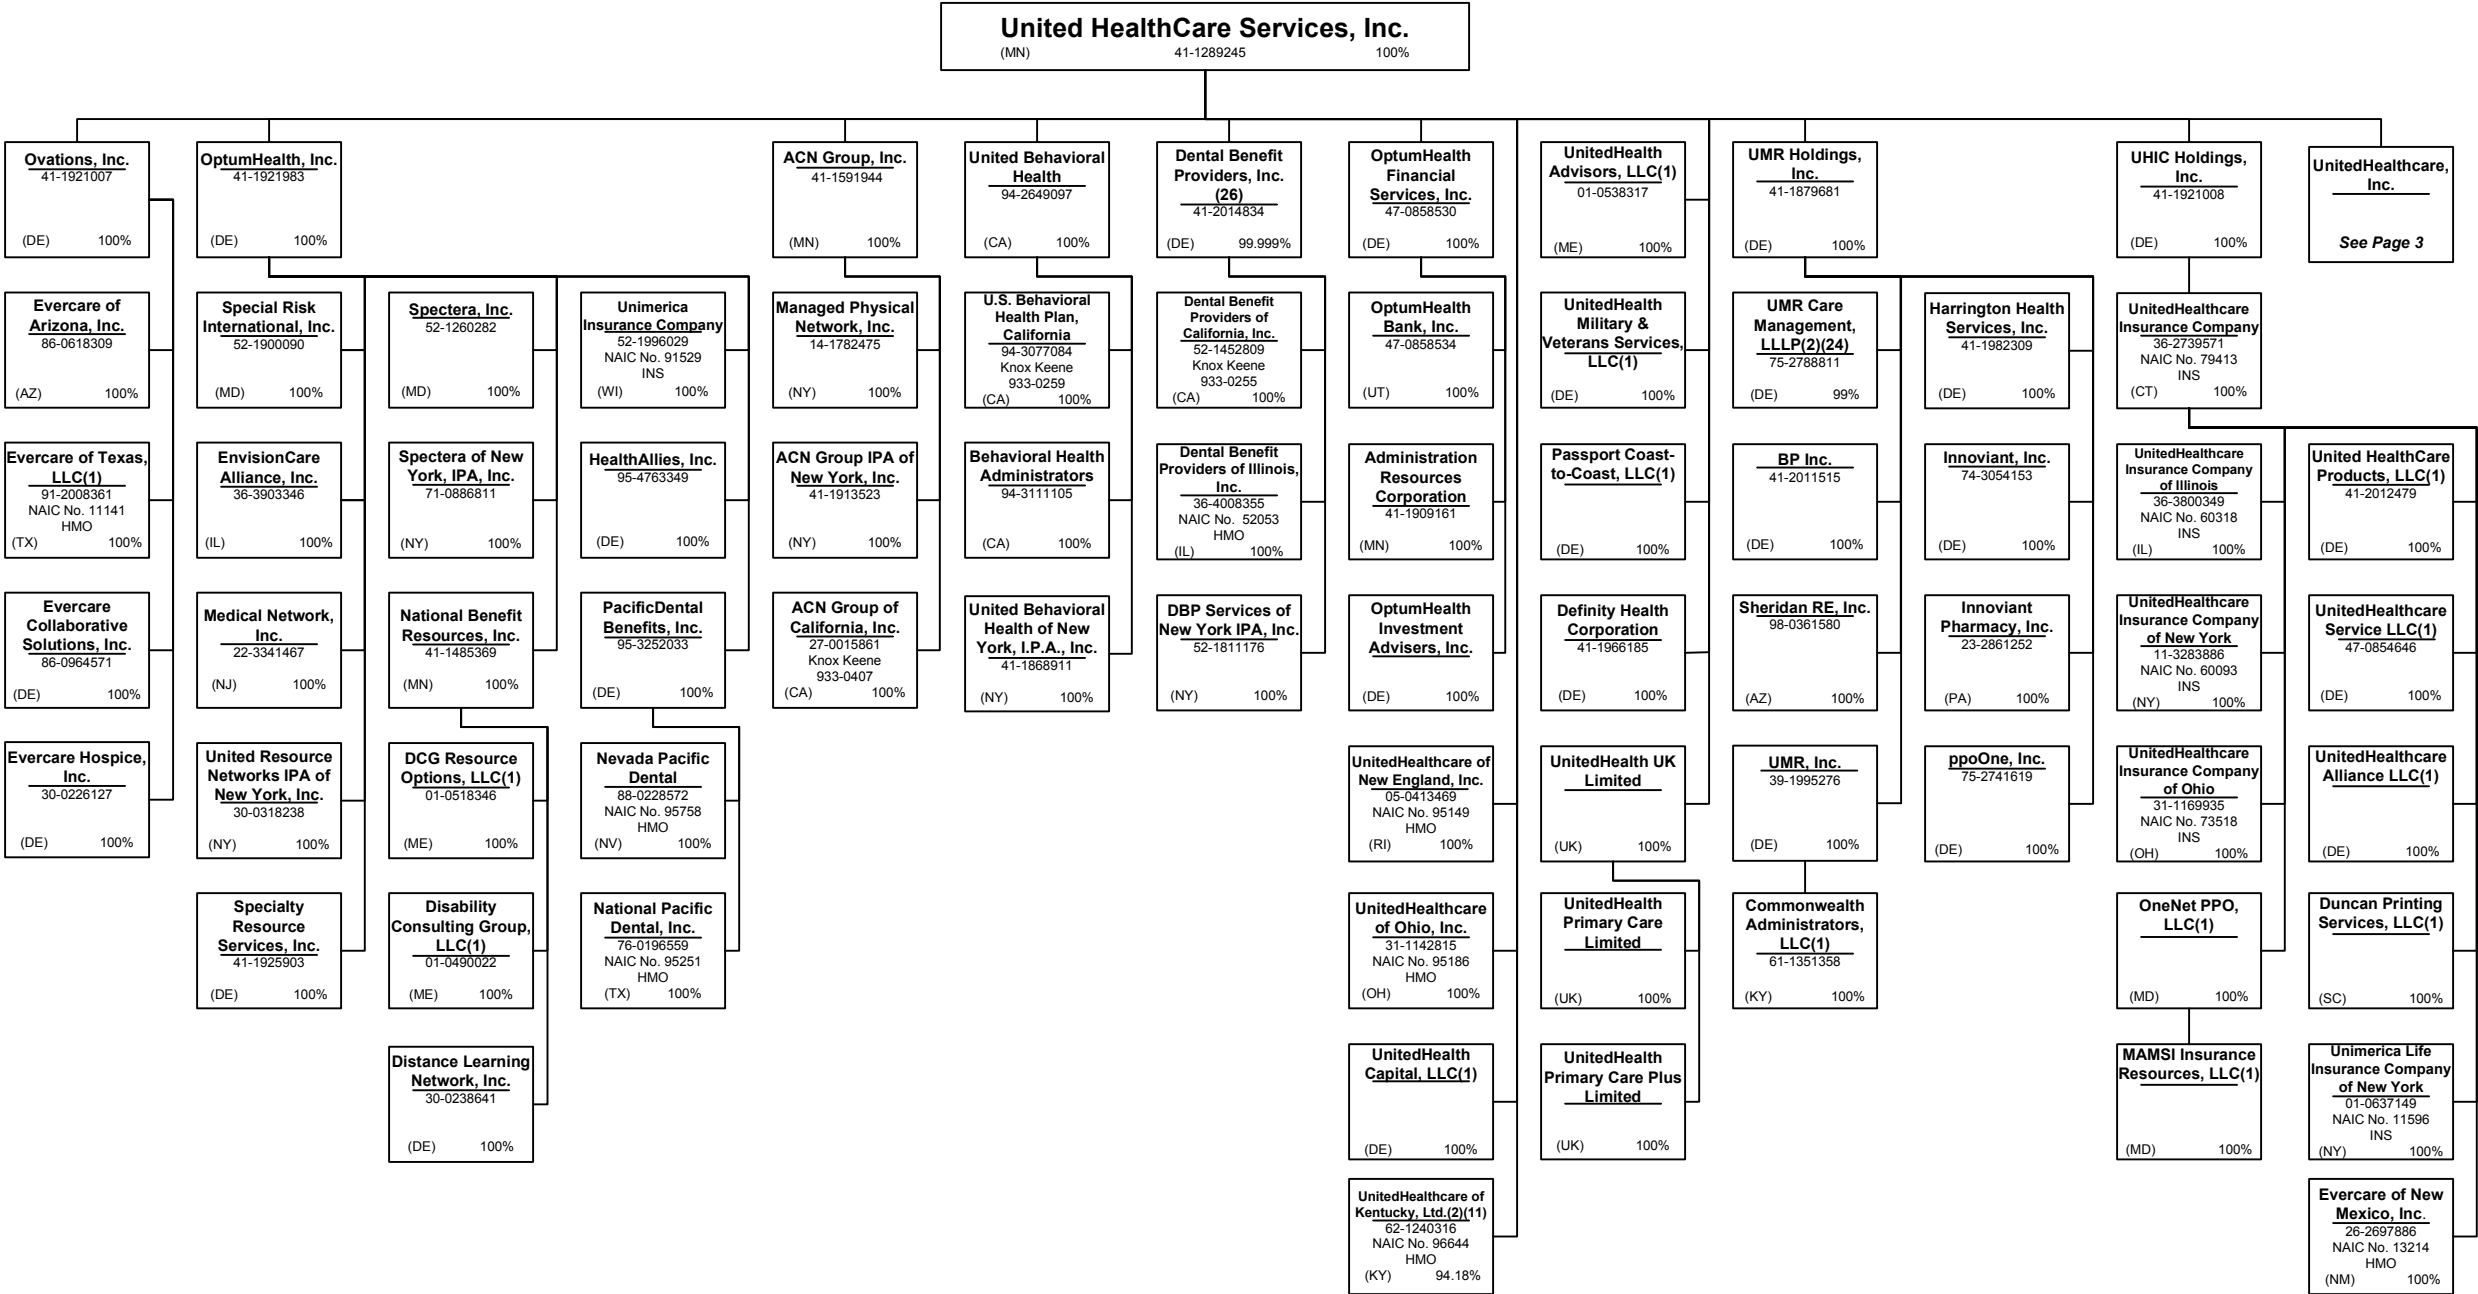 United HealthCare Services, Inc.
(MN) 41-1289245 100%
Ovations, Inc.
41-1921007
(DE) 100%
OptumHealth, Inc.
41-1921983
(DE) 100%
ACN Group, Inc.
41-1591944
(MN) 100%
United Behavioral
Health
94-2649097
(CA) 100%
Dental Benefit
Providers, Inc.
(26)
41-2014834
(DE) 99.999%
OptumHealth
Financial
Services, Inc.
47-0858530
(DE) 100%
UnitedHealth
Advisors, LLC(1)
01-0538317
(ME) 100%
UMR Holdings,
Inc.
41-1879681
(DE) 100%
UHIC Holdings,
Inc.
41-1921008
(DE) 100%
UnitedHealthcare,
Inc.
See Page 3
Evercare of
Arizona, Inc.
86-0618309
(AZ) 100%
Special Risk
International, Inc.
52-1900090
(MD) 100%
Spectera, Inc.
52-1260282
(MD) 100%
Unimerica
Insurance Company
52-1996029
NAIC No. 91529
INS
(WI) 100%
Managed Physical
Network, Inc.
14-1782475
(NY) 100%
U.S. Behavioral
Health Plan,
California
94-3077084
Knox Keene
933-0259
(CA) 100%
Dental Benefit
Providers of
California, Inc.
52-1452809
Knox Keene
933-0255
(CA) 100%
OptumHealth
Bank, Inc.
47-0858534
(UT) 100%
UnitedHealth
Military &
Veterans Services,
LLC(1)
(DE) 100%
UMR Care
Management,
LLLP(2)(24)
75-2788811
(DE) 99%
Harrington Health
Services, Inc.
41-1982309
(DE) 100%
UnitedHealthcare
Insurance Company
36-2739571
NAIC No. 79413
INS
(CT) 100%
Evercare of Texas,
LLC(1)
91-2008361
NAIC No. 11141
HMO
(TX) 100%
EnvisionCare
Alliance, Inc.
36-3903346
(IL) 100%
Spectera of New
York, IPA, Inc.
71-0886811
(NY) 100%
HealthAllies, Inc.
95-4763349
(DE) 100%
ACN Group IPA of
New York, Inc.
41-1913523
(NY) 100%
Behavioral Health
Administrators
94-3111105
(CA) 100%
Dental Benefit
Providers of Illinois,
Inc.
36-4008355
NAIC No. 52053
HMO
(IL) 100%
Administration
Resources
Corporation
41-1909161
(MN) 100%
Passport Coast-
to-Coast, LLC(1)
(DE) 100%
BP Inc.
41-2011515
(DE) 100%
Innoviant, Inc.
74-3054153
(DE) 100%
UnitedHealthcare
Insurance Company
of Illinois
36-3800349
NAIC No. 60318
INS
(IL) 100%
United HealthCare
Products, LLC(1)
41-2012479
(DE) 100%
Evercare
Collaborative
Solutions, Inc.
86-0964571
(DE) 100%
Medical Network,
Inc.
22-3341467
(NJ) 100%
National Benefit
Resources, Inc.
41-1485369
(MN) 100%
PacificDental
Benefits, Inc.
95-3252033
(DE) 100%
ACN Group of
California, Inc.
27-0015861
Knox Keene
933-0407
(CA) 100%
United Behavioral
Health of New
York, I.P.A., Inc.
41-1868911
(NY) 100%
DBP Services of
New York IPA, Inc.
52-1811176
(NY) 100%
OptumHealth
Investment
Advisers, Inc.
(DE) 100%
Definity Health
Corporation
41-1966185
(DE) 100%
Sheridan RE, Inc.
98-0361580
(AZ) 100%
Innoviant
Pharmacy, Inc.
23-2861252
(PA) 100%
UnitedHealthcare
Insurance Company
of New York
11-3283886
NAIC No. 60093
INS
(NY) 100%
UnitedHealthcare
Service LLC(1)
47-0854646
(DE) 100%
Evercare Hospice,
Inc.
30-0226127
(DE) 100%
United Resource
Networks IPA of
New York, Inc.
30-0318238
(NY) 100%
DCG Resource
Options, LLC(1)
01-0518346
(ME) 100%
Nevada Pacific
Dental
88-0228572
NAIC No. 95758
HMO
(NV) 100%
UnitedHealthcare of
New England, Inc.
05-0413469
NAIC No. 95149
HMO
(RI) 100%
UnitedHealth UK
Limited
(UK) 100%
UMR, Inc.
39-1995276
(DE) 100%
ppoOne, Inc.
75-2741619
(DE) 100%
UnitedHealthcare
Insurance Company
of Ohio
31-1169935
NAIC No. 73518
INS
(OH) 100%
UnitedHealthcare
Alliance LLC(1)
(DE) 100%
Specialty
Resource
Services, Inc.
41-1925903
(DE) 100%
Disability
Consulting Group,
LLC(1)
01-0490022
(ME) 100%
National Pacific
Dental, Inc.
76-0196559
NAIC No. 95251
HMO
(TX) 100%
UnitedHealthcare
of Ohio, Inc.
31-1142815
NAIC No. 95186
HMO
(OH) 100%
UnitedHealth
Primary Care
Limited
(UK) 100%
Commonwealth
Administrators,
LLC(1)
61-1351358
(KY) 100%
OneNet PPO,
LLC(1)
(MD) 100%
Duncan Printing
Services, LLC(1)
(SC) 100%
Distance Learning
Network, Inc.
30-0238641
(DE) 100%
UnitedHealth
Capital, LLC(1)
(DE) 100%
UnitedHealth
Primary Care Plus
Limited
(UK) 100%
MAMSI Insurance
Resources, LLC(1)
(MD) 100%
Unimerica Life
Insurance Company
of New York
01-0637149
NAIC No. 11596
INS
(NY) 100%
UnitedHealthcare of
Kentucky, Ltd.(2)(11)
62-1240316
NAIC No. 96644
HMO
(KY) 94.18%
Evercare of New
Mexico, Inc.
26-2697886
NAIC No. 13214
HMO
(NM) 100%